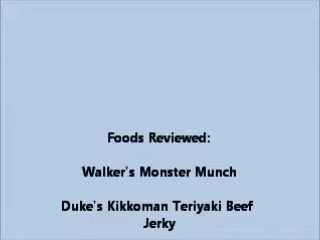 Foods Reviewed:
Walker's Monster Munch
Duke's Kikkoman Teriyaki Beef
Jerky